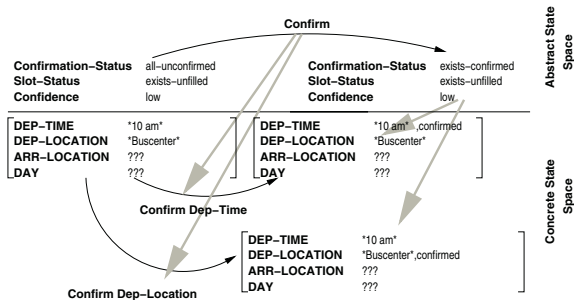 Confirm
Confirmation–Status all–unconfirmed
Slot–Status exists–unfilled
Confidence low
Confirmation–Status exists–confirmed
Slot–Status exists–unfilled
Confidence low
Abstract State
Space
DEP–TIME *10 am*
DEP–LOCATION *Buscenter*
ARR–LOCATION ???
DAY ???
DEP–TIME *10 am* ,confirmed
DEP–LOCATION *Buscenter*
ARR–LOCATION ???
DAY ???
Concrete State
Space
Confirm Dep–Time
DEP–TIME *10 am*
DEP–LOCATION *Buscenter*,confirmed
ARR–LOCATION ???
DAY ???
Confirm Dep–Location